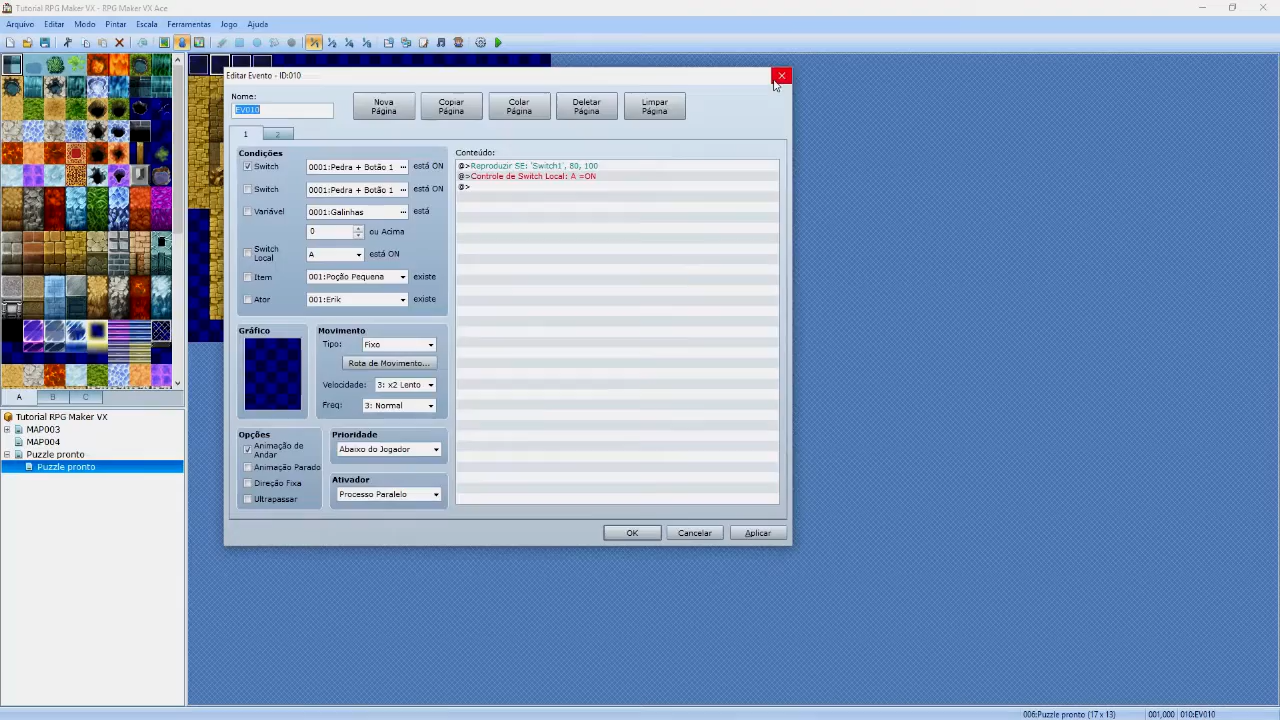 Tutorial RPG Maker VX - RPG Maker VX Ace
Arquivo Editar Modo Pintar Escala Ferramentas Jogo Ajuda
Editar Evento - ID:010
Nome:
EV010
Nova Página
Copiar Página
Colar Página
Deletar Página
Limpar Página
1 2
Condições
Switch 0001:Pedra + Botão 1 ... está ON
Switch 0001:Pedra + Botão 1 ... está ON
Variável 0001:Galinhas ... está
0 ou Acima
Switch Local A está ON
Item 001:Poção Pequena existe
Ator 001:Erik existe
Gráfico
Movimento
Tipo: Fixo
Rota de Movimento...
Velocidade: 3: x2 Lento
Freq: 3: Normal
Opções
Animação de Andar
Animação Parado
Direção Fixa
Ultrapassar
Prioridade
Abaixo do Jogador
Ativador
Processo Paralelo
Conteúdo:
@>Reproduzir SE: 'Switch1', 80, 100
@>Controle de Switch Local: A =ON
@>
OK Cancelar Aplicar
A B C
Tutorial RPG Maker VX
MAP003
MAP004
Puzzle pronto
Puzzle pronto
006:Puzzle pronto (17 x 13) 001,000 010:EV010